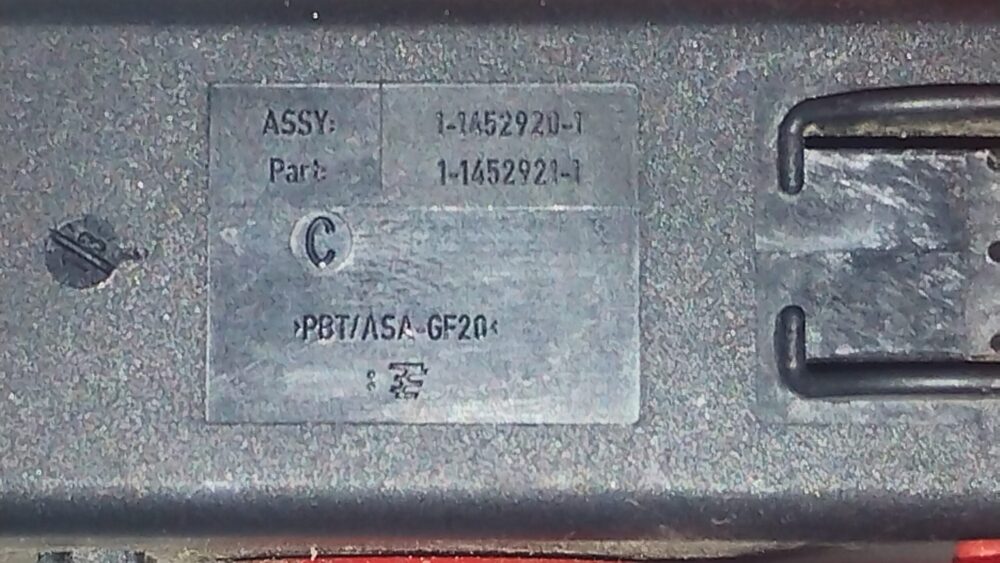 ASSY: 1-1452920-1
Part: 1-1452921-1
C
>PBT/ASA-GF20<